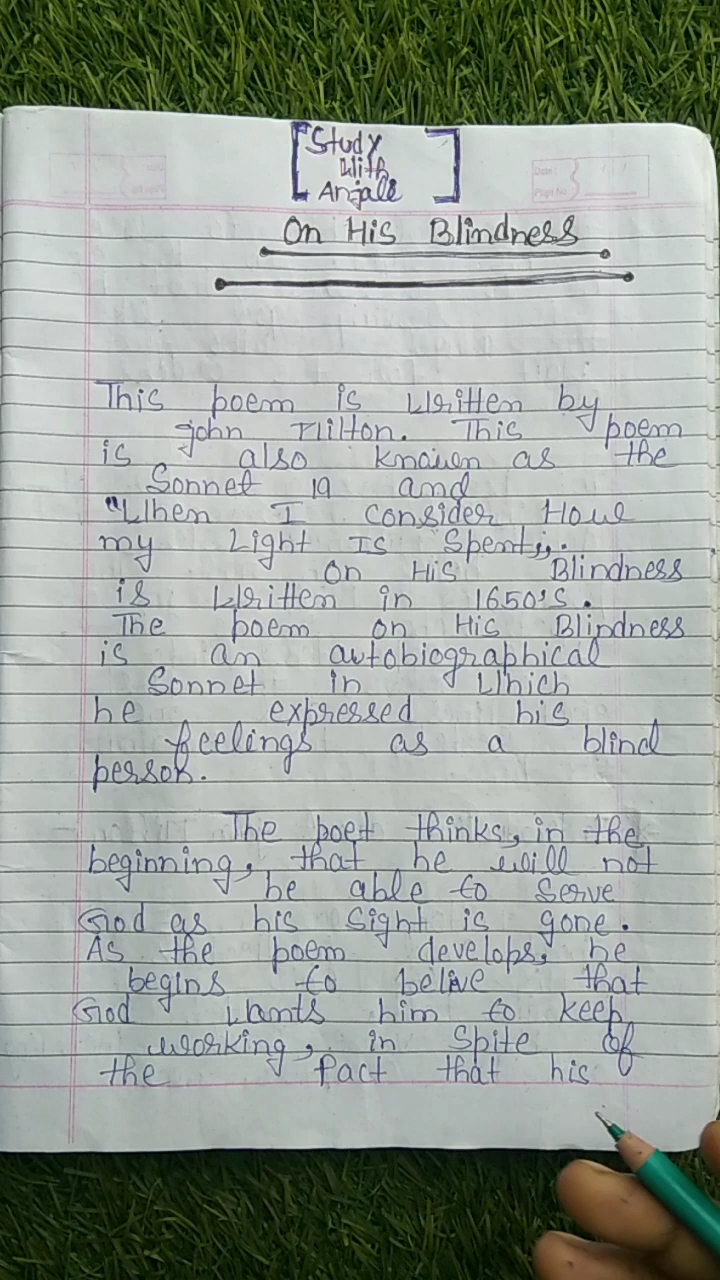 [Study
With
Anjali]
On His Blindness
This poem is written by
john Milton. This poem
is also known as the
Sonnet 19 and
"When I consider How
my Light Is Spent,,.
On His Blindness
is written in 1650's.
The poem on His Blindness
is an autobiographical
Sonnet in which
he expressed his
feelings as a blind
person.
The poet thinks, in the
beginning, that he will not
be able to serve
God as his sight is gone.
As the poem develops, he
begins to belive that
God wants him to keep
working, in spite of
the fact that his